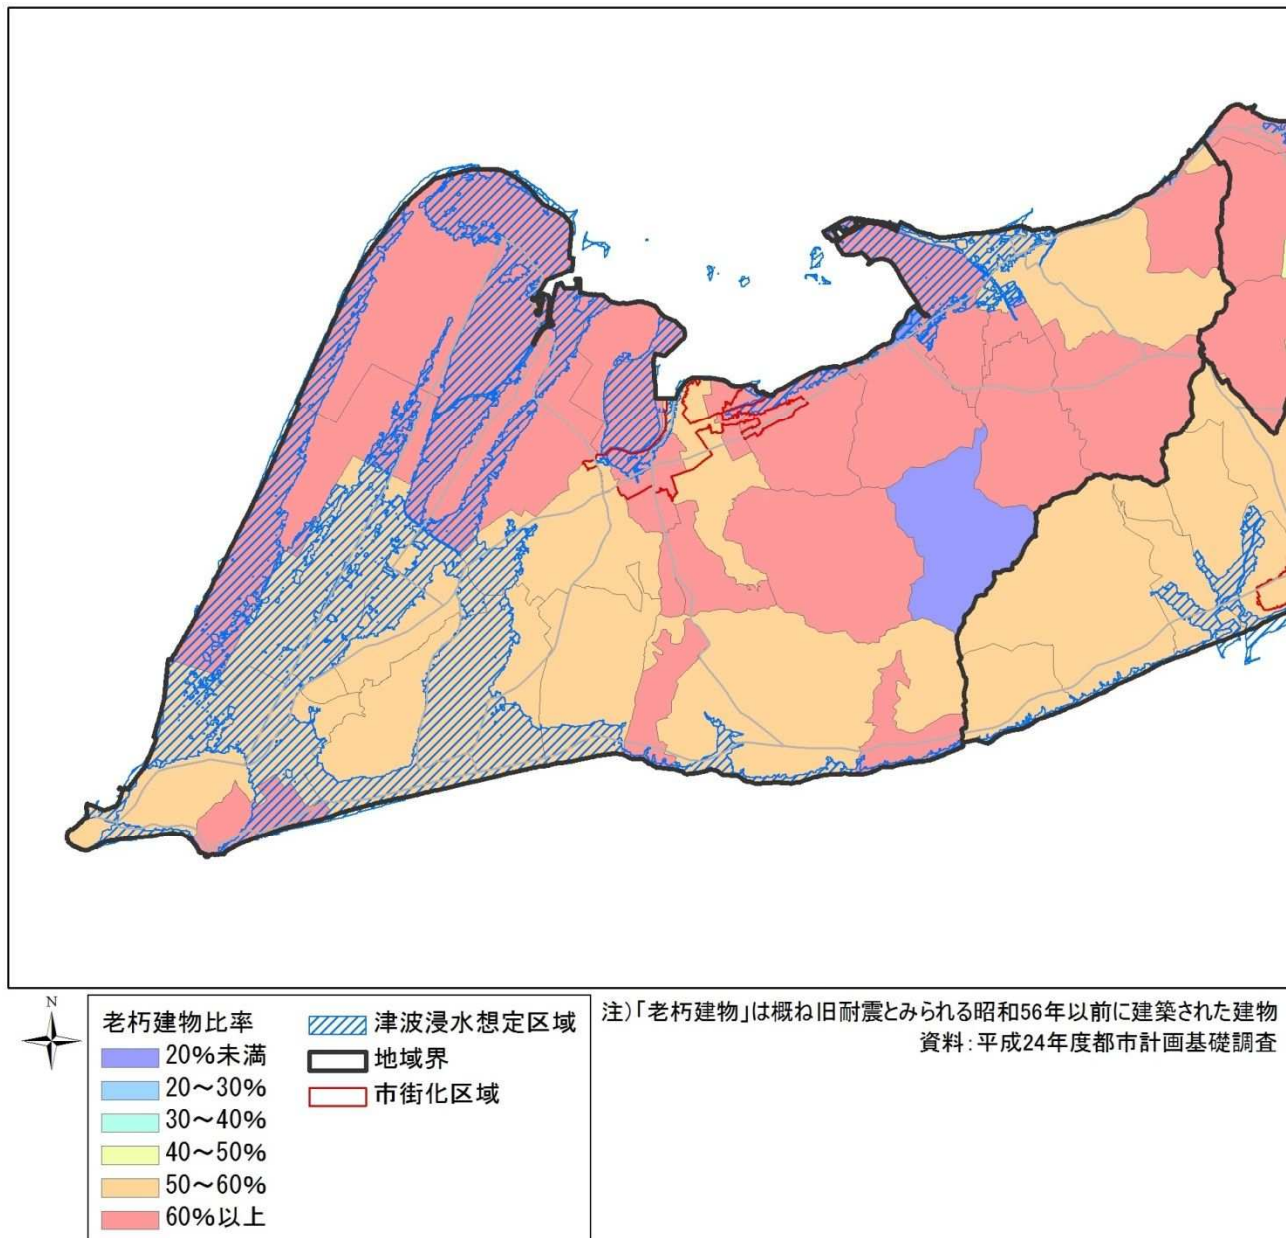 N
老朽建物比率
20%未満
20～30%
30～40%
40～50%
50～60%
60%以上
津波浸水想定区域
地域界
市街化区域
注)「老朽建物」は概ね旧耐震とみられる昭和56年以前に建築された建物
資料:平成24年度都市計画基礎調査